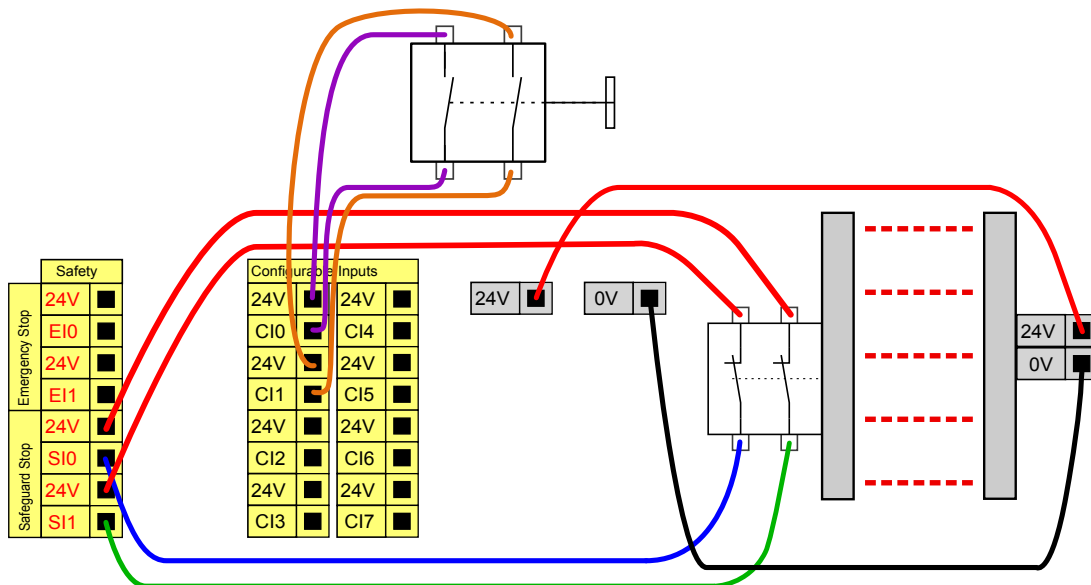 Safety
Emergency Stop
24V
EI0
24V
EI1
Safeguard Stop
24V
SI0
24V
SI1
Configurable Inputs
24V 24V
CI0 CI4
24V 24V
CI1 CI5
24V 24V
CI2 CI6
24V 24V
CI3 CI7
24V
0V
24V
0V